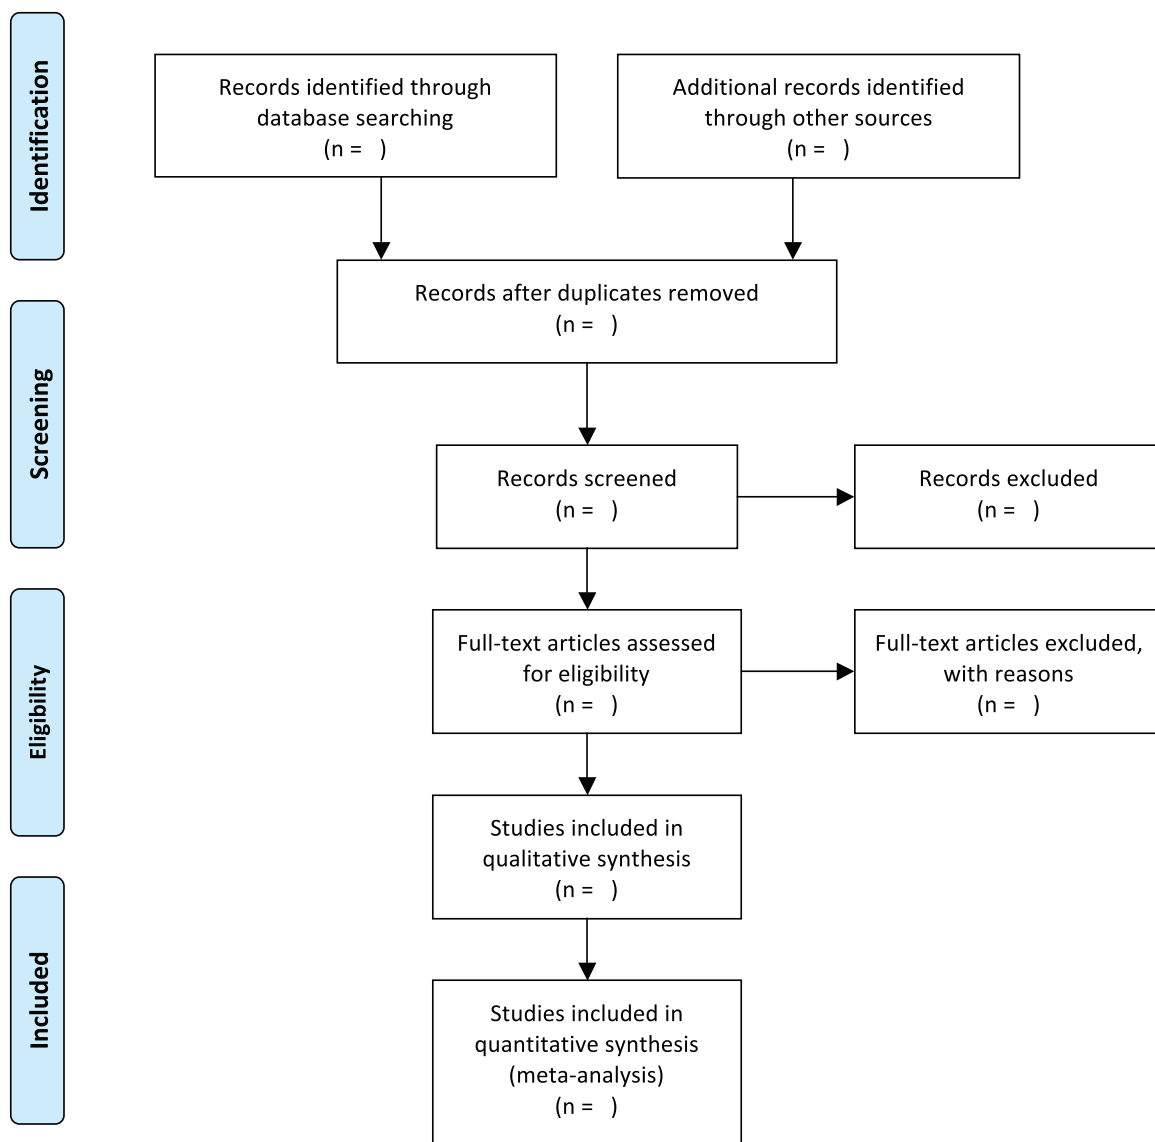 Identification
Records identified through
database searching
(n =   )
Additional records identified
through other sources
(n =   )
Records after duplicates removed
(n =   )
Screening
Records screened
(n =   )
Records excluded
(n =   )
Eligibility
Full-text articles assessed
for eligibility
(n =   )
Full-text articles excluded,
with reasons
(n =   )
Studies included in
qualitative synthesis
(n =   )
Included
Studies included in
quantitative synthesis
(meta-analysis)
(n =   )